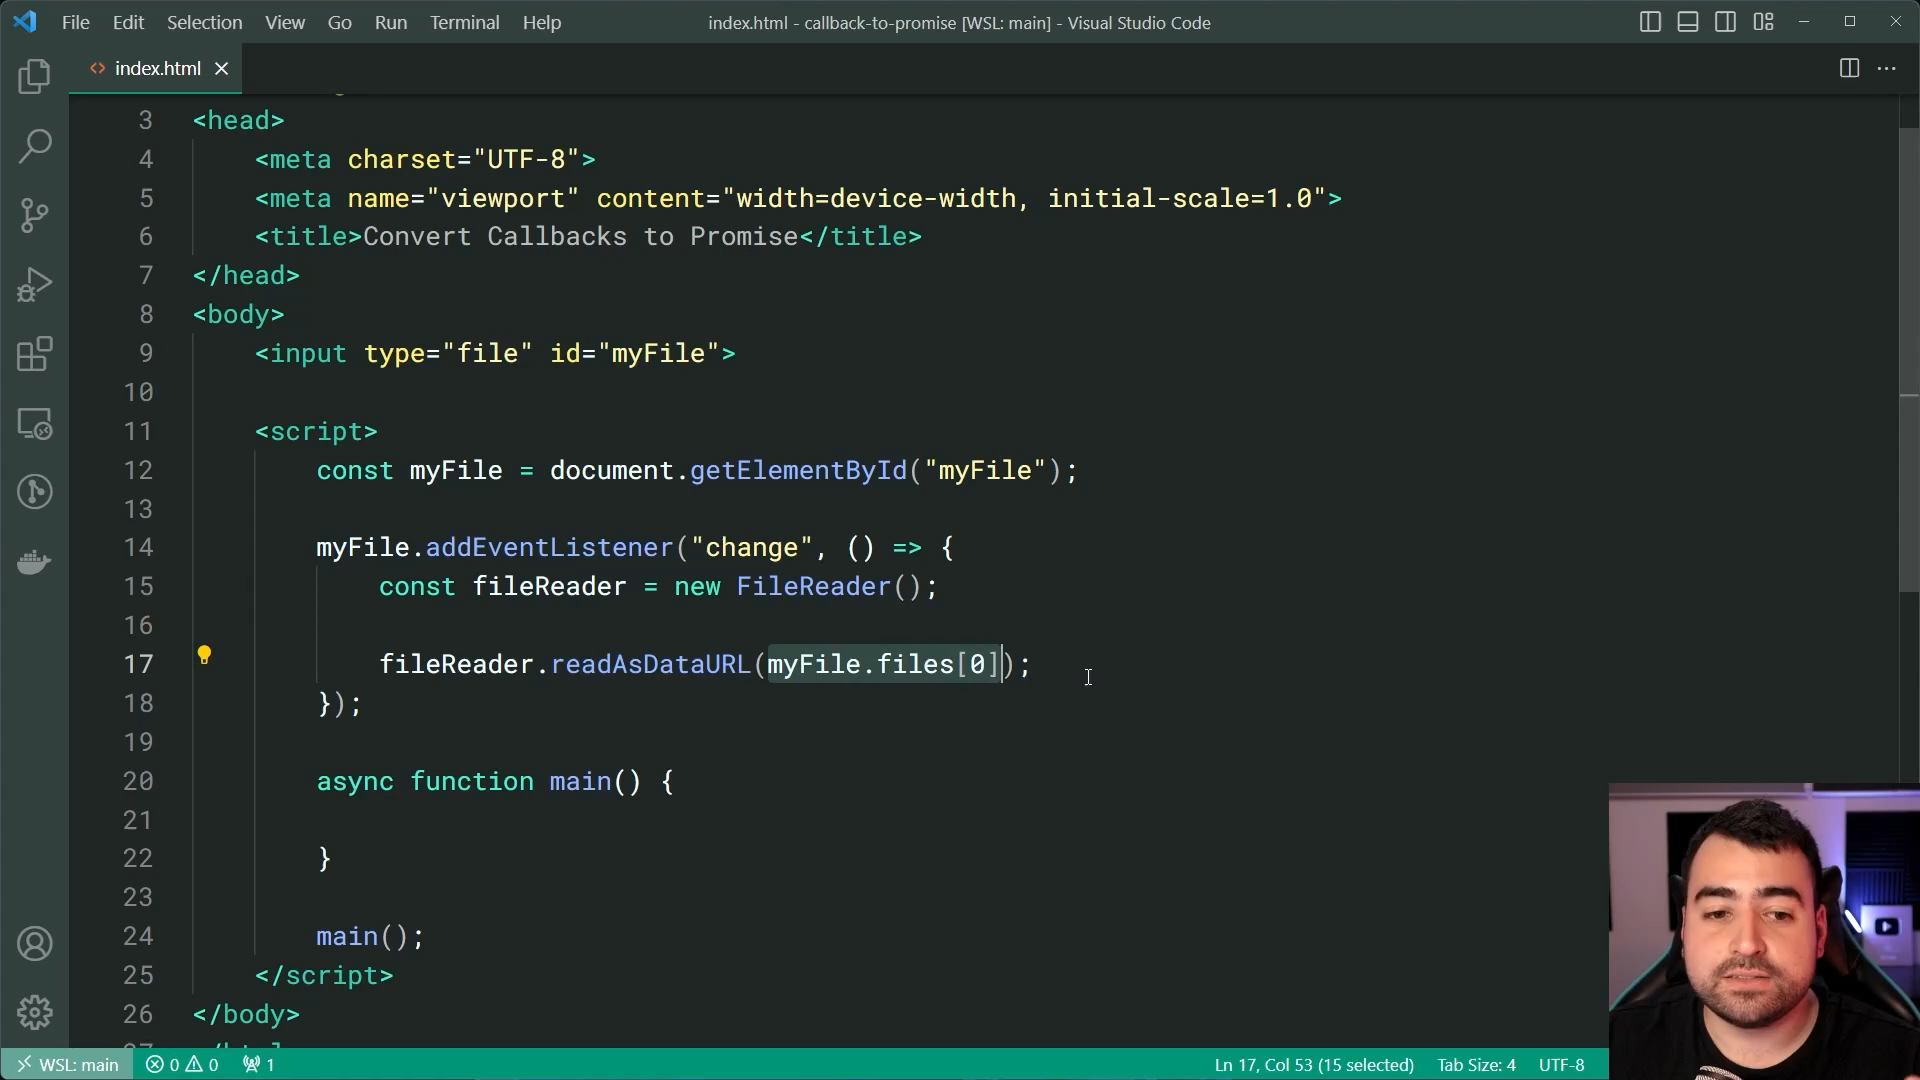 File Edit Selection View Go Run Terminal Help
index.html - callback-to-promise [WSL: main] - Visual Studio Code
<> index.html
3 <head>
4 <meta charset="UTF-8">
5 <meta name="viewport" content="width=device-width, initial-scale=1.0">
6 <title>Convert Callbacks to Promise</title>
7 </head>
8 <body>
9 <input type="file" id="myFile">
10
11 <script>
12 const myFile = document.getElementById("myFile");
13
14 myFile.addEventListener("change", () => {
15 const fileReader = new FileReader();
16
17 fileReader.readAsDataURL(myFile.files[0]);
18 });
19
20 async function main() {
21
22 }
23
24 main();
25 </script>
26 </body>
WSL: main 0 0 1 Ln 17, Col 53 (15 selected) Tab Size: 4 UTF-8